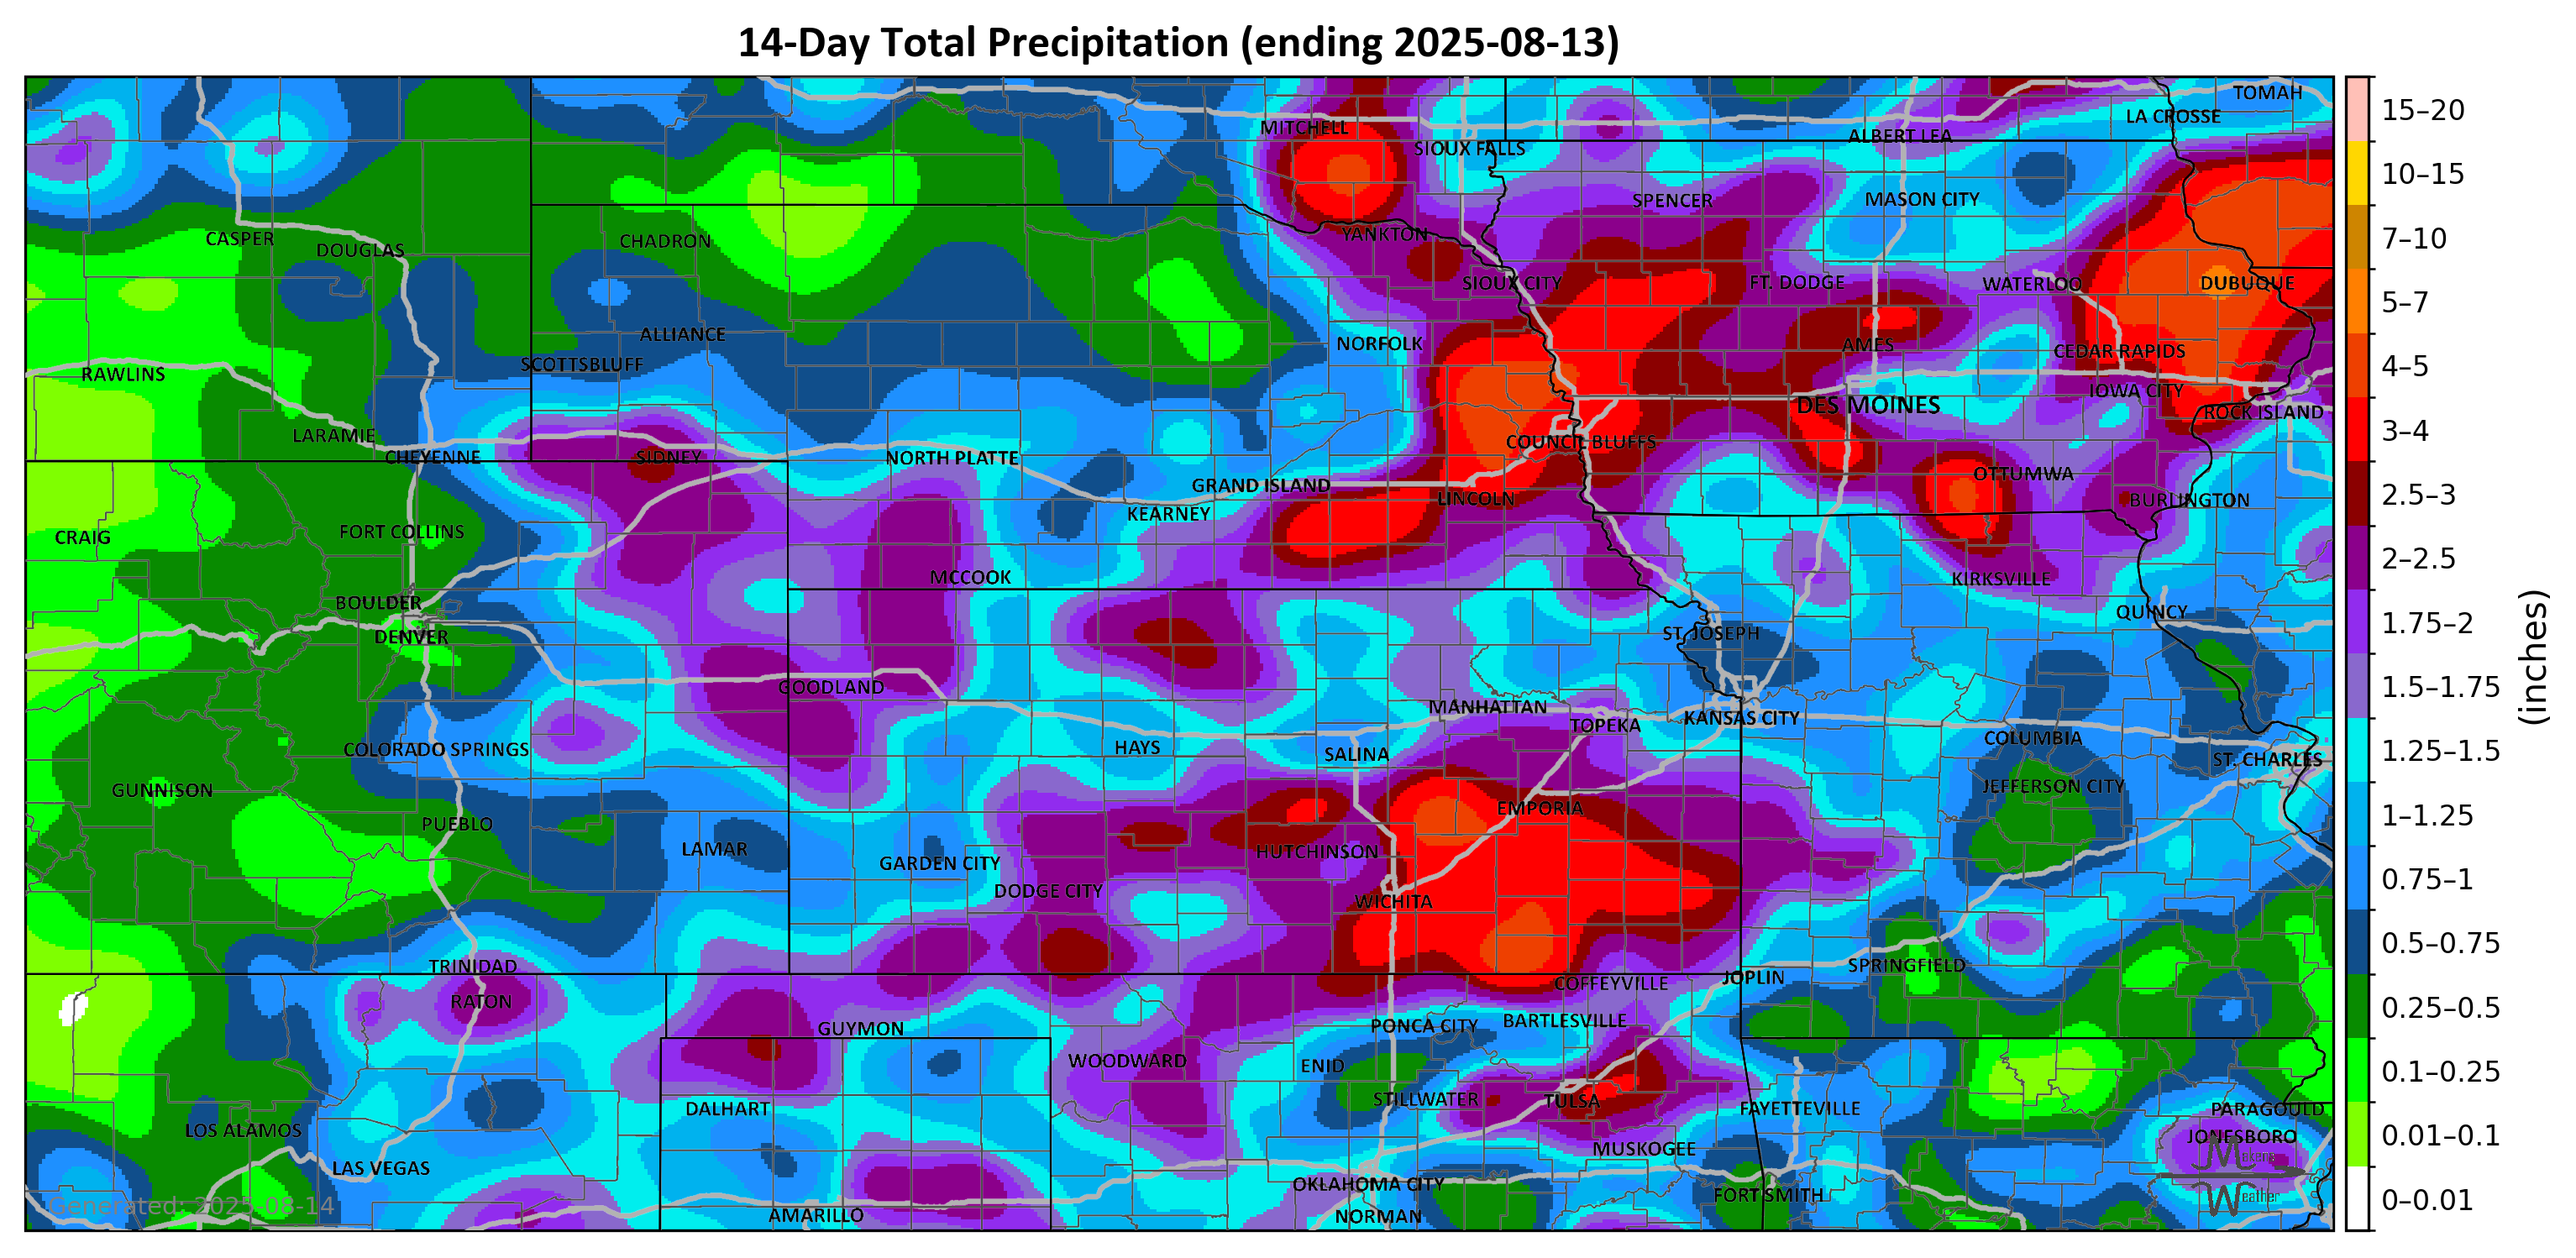 14-Day Total Precipitation (ending 2025-08-13)
TOMAH
LA CROSSE
MITCHELL
ALBERT LEA
SIOUX FALLS
SPENCER
MASON CITY
CASPER
DOUGLAS
CHADRON
YANKTON
SIOUX CITY
FT. DODGE
WATERLOO
DUBUQUE
ALLIANCE
NORFOLK
AMES
CEDAR RAPIDS
SCOTTSBLUFF
RAWLINS
IOWA CITY
DES MOINES
ROCK ISLAND
LARAMIE
COUNCIL BLUFFS
CHEYENNE
SIDNEY
NORTH PLATTE
OTTUMWA
GRAND ISLAND
LINCOLN
BURLINGTON
KEARNEY
CRAIG
FORT COLLINS
MCCOOK
KIRKSVILLE
BOULDER
QUINCY
DENVER
ST. JOSEPH
GOODLAND
MANHATTAN
TOPEKA
KANSAS CITY
COLUMBIA
COLORADO SPRINGS
HAYS
SALINA
ST. CHARLES
GUNNISON
JEFFERSON CITY
EMPORIA
PUEBLO
LAMAR
GARDEN CITY
HUTCHINSON
DODGE CITY
WICHITA
TRINIDAD
SPRINGFIELD
JOPLIN
COFFEYVILLE
RATON
GUYMON
PONCA CITY
BARTLESVILLE
WOODWARD
ENID
STILLWATER
TULSA
DALHART
FAYETTEVILLE
PARAGOULD
LOS ALAMOS
JONESBORO
MUSKOGEE
Makens
LAS VEGAS
OKLAHOMA CITY
FORT SMITH
Weather
Generated: 2025-08-14
AMARILLO
NORMAN
15–20
10–15
7–10
5–7
4–5
3–4
2.5–3
2–2.5
1.75–2
1.5–1.75
1.25–1.5
1–1.25
0.75–1
0.5–0.75
0.25–0.5
0.1–0.25
0.01–0.1
0–0.01
(inches)